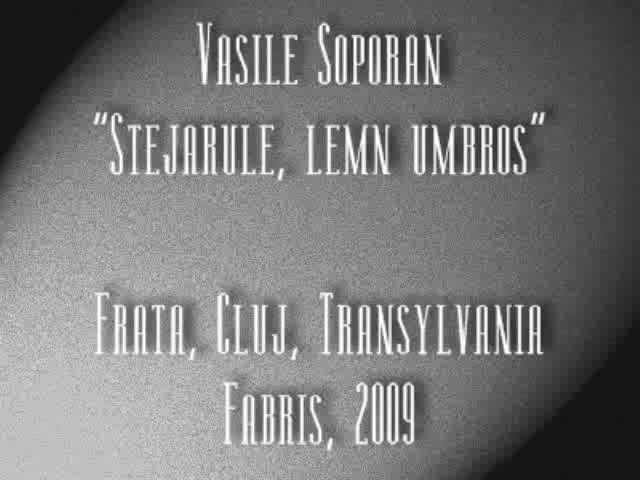 Vasile Soporan
"Stejarule, lemn umbros"
Frata, Cluj, Transylvania
Fabris, 2009